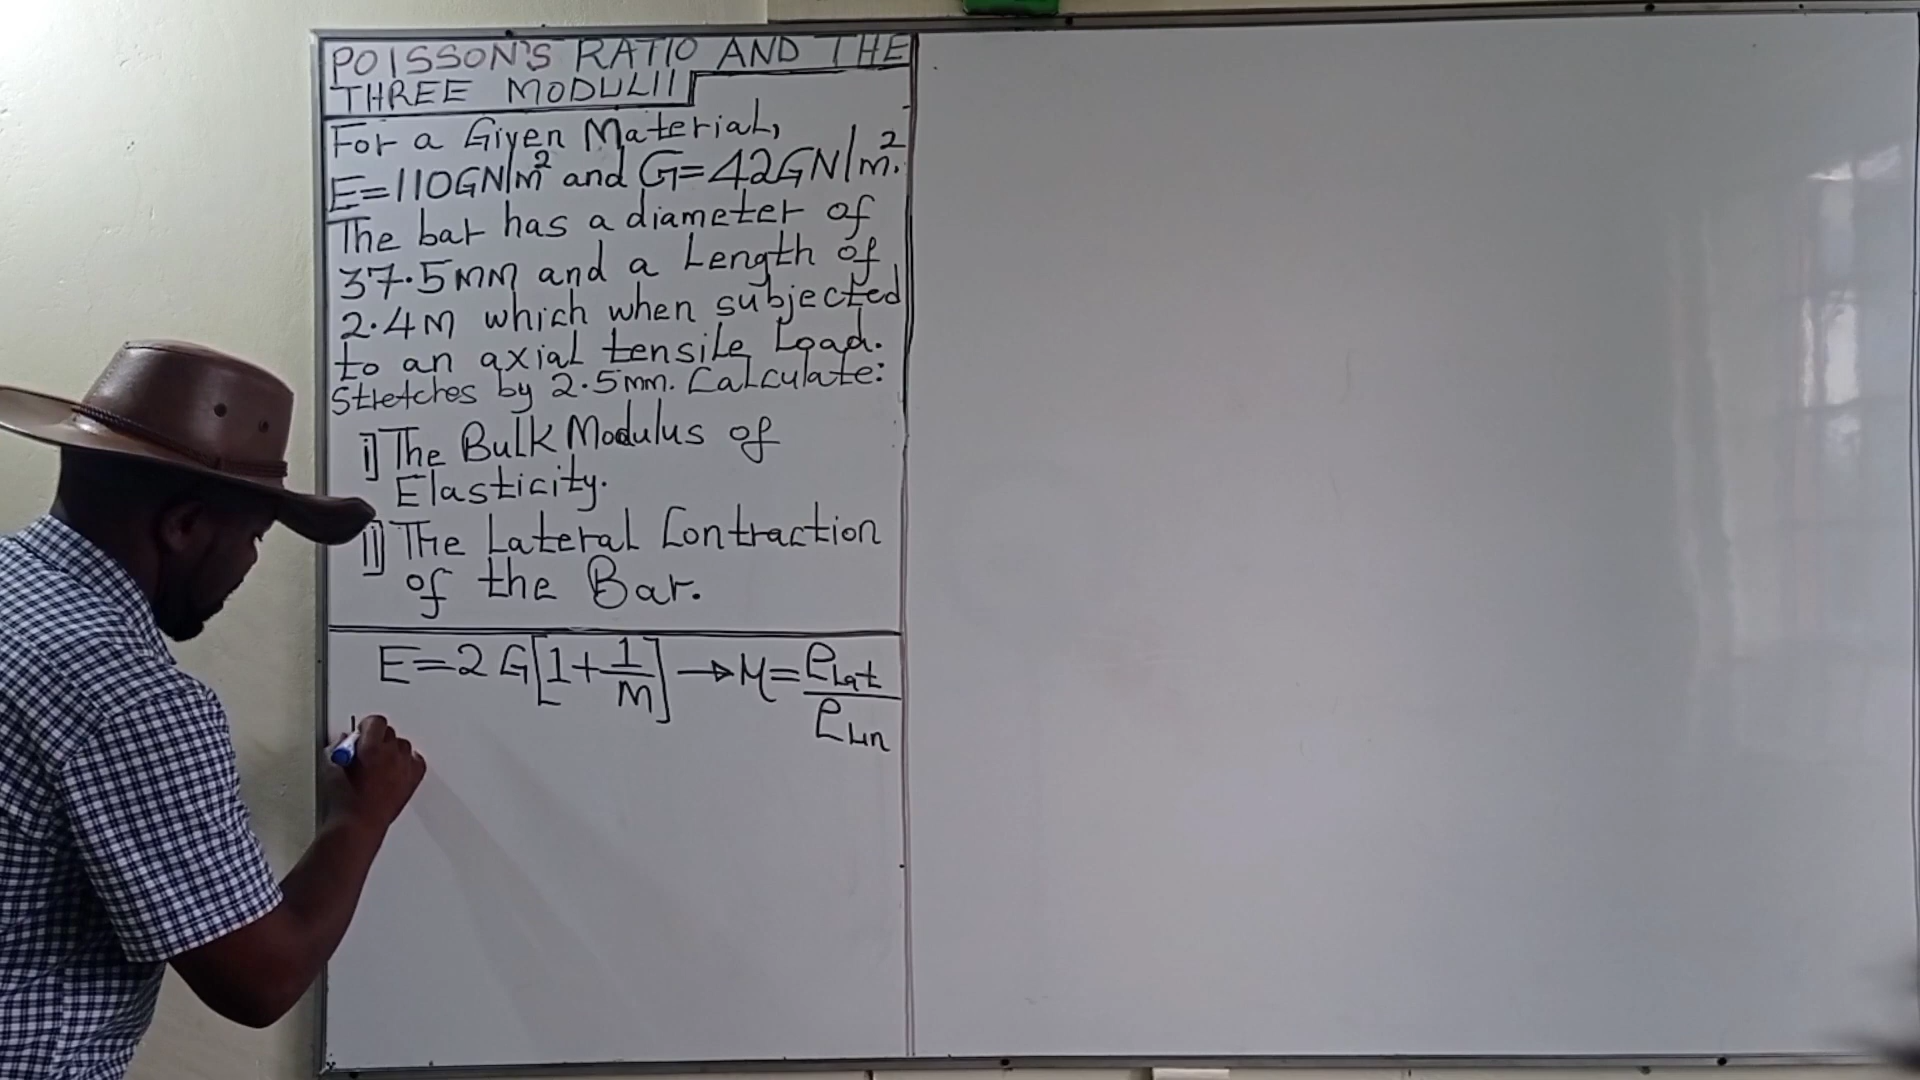 POISSON'S RATIO AND THE
THREE MODULII
For a Given Material,
E=110GN/m² and G=42GN/m².
The bar has a diameter of
37.5mm and a Length of
2.4m which when subjected
to an axial tensile Load.
Stretches by 2.5mm. Calculate:
i] The Bulk Modulus of
Elasticity.
ii] The Lateral Contraction
of the Bar.
E=2G[1+1/M] → μ= eLat/eLin